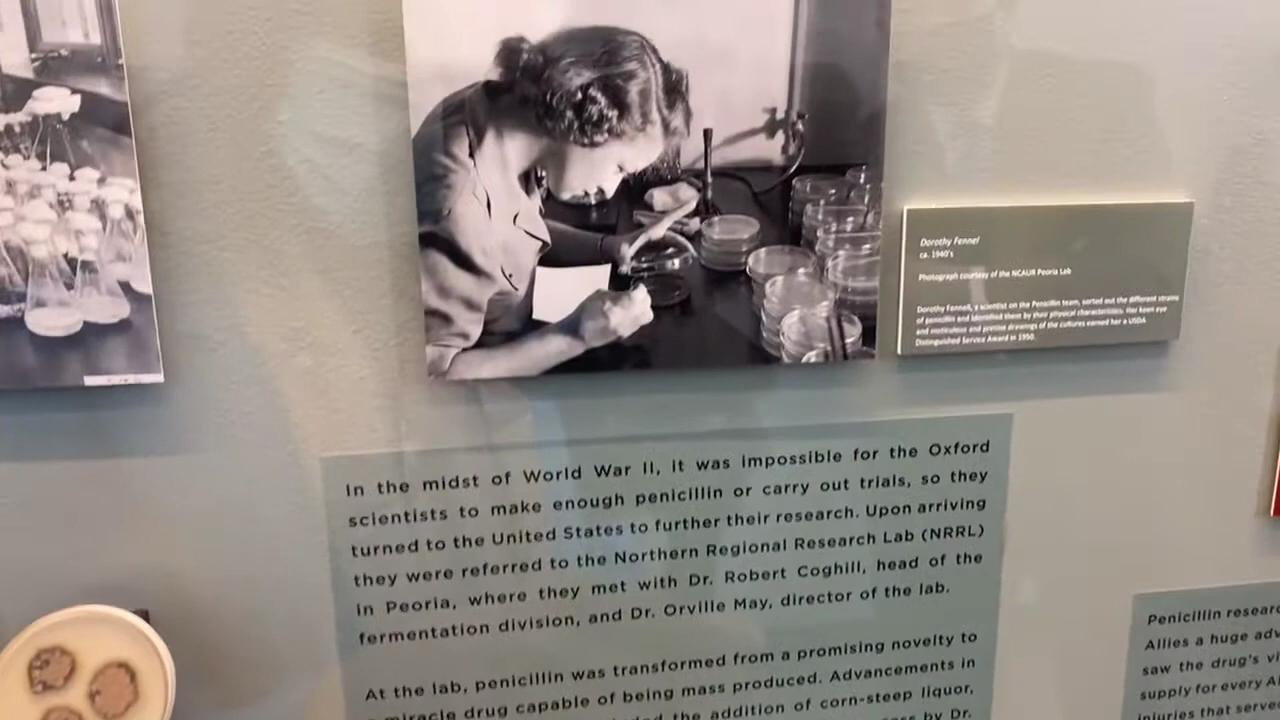 Dorothy Fennel
ca. 1940's
Photograph courtesy of the NCAUR Peoria Lab
Dorothy Fennell, a scientist on the Penicillin team, sorted out the different strains
of penicillin and identified them by their physical characteristics. Her keen eye
and meticulous and precise drawings of the cultures earned her a USDA
Distinguished Service Award in 1950.
In the midst of World War II, it was impossible for the Oxford
scientists to make enough penicillin or carry out trials, so they
turned to the United States to further their research. Upon arriving
they were referred to the Northern Regional Research Lab (NRRL)
in Peoria, where they met with Dr. Robert Coghill, head of the
fermentation division, and Dr. Orville May, director of the lab.
At the lab, penicillin was transformed from a promising novelty to
miracle drug capable of being mass produced. Advancements in
the addition of corn-steep liquor,
by Dr.
Penicillin resear
Allies a huge adv
saw the drug's vi
supply for every Al
injuries that serve